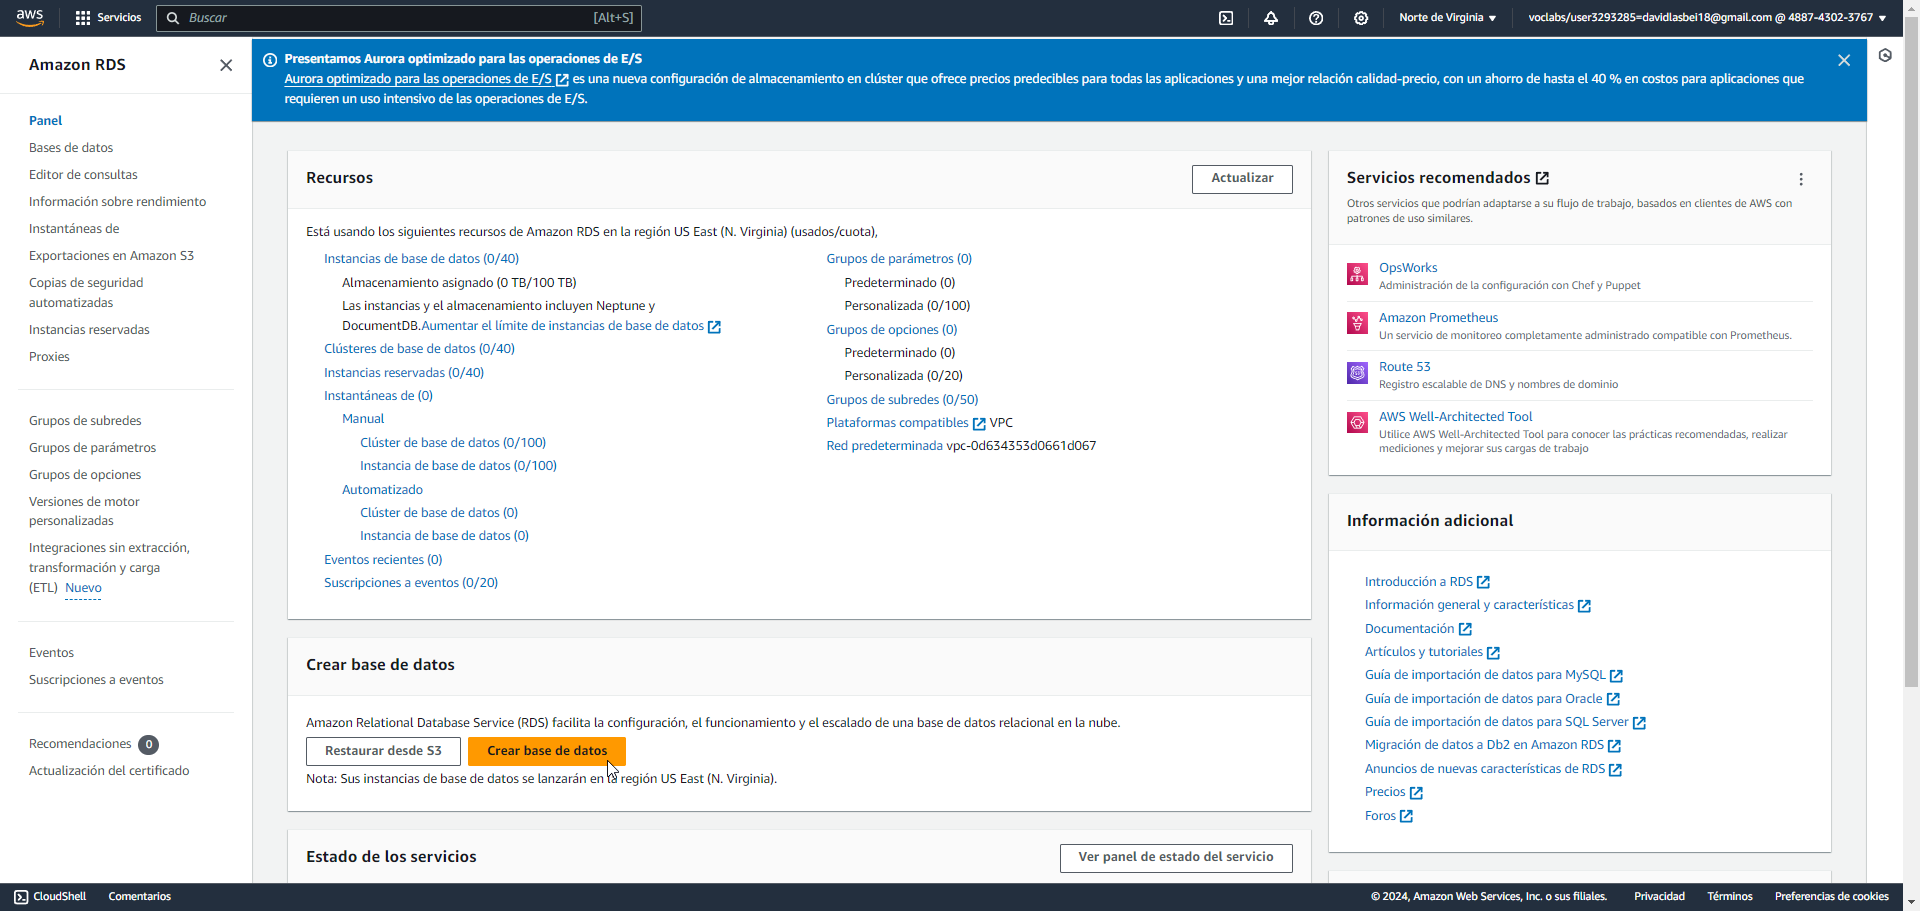 aws
Servicios
Buscar
[Alt+S]
Norte de Virginia
voclabs/user3293285=davidlasbei18@gmail.com @ 4887-4302-3767
Amazon RDS
Panel
Bases de datos
Editor de consultas
Información sobre rendimiento
Instantáneas de
Exportaciones en Amazon S3
Copias de seguridad
automatizadas
Instancias reservadas
Proxies
Grupos de subredes
Grupos de parámetros
Grupos de opciones
Versiones de motor
personalizadas
Integraciones sin extracción,
transformación y carga
(ETL) Nuevo
Eventos
Suscripciones a eventos
Recomendaciones 0
Actualización del certificado
Presentamos Aurora optimizado para las operaciones de E/S
Aurora optimizado para las operaciones de E/S es una nueva configuración de almacenamiento en clúster que ofrece precios predecibles para todas las aplicaciones y una mejor relación calidad-precio, con un ahorro de hasta el 40 % en costos para aplicaciones que
requieren un uso intensivo de las operaciones de E/S.
Recursos
Actualizar
Está usando los siguientes recursos de Amazon RDS en la región US East (N. Virginia) (usados/cuota),
Instancias de base de datos (0/40)
Almacenamiento asignado (0 TB/100 TB)
Las instancias y el almacenamiento incluyen Neptune y
DocumentDB.Aumentar el límite de instancias de base de datos
Clústeres de base de datos (0/40)
Instancias reservadas (0/40)
Instantáneas de (0)
Manual
Clúster de base de datos (0/100)
Instancia de base de datos (0/100)
Automatizado
Clúster de base de datos (0)
Instancia de base de datos (0)
Eventos recientes (0)
Suscripciones a eventos (0/20)
Grupos de parámetros (0)
Predeterminado (0)
Personalizada (0/100)
Grupos de opciones (0)
Predeterminado (0)
Personalizada (0/20)
Grupos de subredes (0/50)
Plataformas compatibles VPC
Red predeterminada vpc-0d634353d0661d067
Crear base de datos
Amazon Relational Database Service (RDS) facilita la configuración, el funcionamiento y el escalado de una base de datos relacional en la nube.
Restaurar desde S3
Crear base de datos
Nota: Sus instancias de base de datos se lanzarán en la región US East (N. Virginia).
Estado de los servicios
Ver panel de estado del servicio
Servicios recomendados
Otros servicios que podrían adaptarse a su flujo de trabajo, basados en clientes de AWS con
patrones de uso similares.
OpsWorks
Administración de la configuración con Chef y Puppet
Amazon Prometheus
Un servicio de monitoreo completamente administrado compatible con Prometheus.
Route 53
Registro escalable de DNS y nombres de dominio
AWS Well-Architected Tool
Utilice AWS Well-Architected Tool para conocer las prácticas recomendadas, realizar
mediciones y mejorar sus cargas de trabajo
Información adicional
Introducción a RDS
Información general y características
Documentación
Artículos y tutoriales
Guía de importación de datos para MySQL
Guía de importación de datos para Oracle
Guía de importación de datos para SQL Server
Migración de datos a Db2 en Amazon RDS
Anuncios de nuevas características de RDS
Precios
Foros
CloudShell
Comentarios
© 2024, Amazon Web Services, Inc. o sus filiales.
Privacidad
Términos
Preferencias de cookies